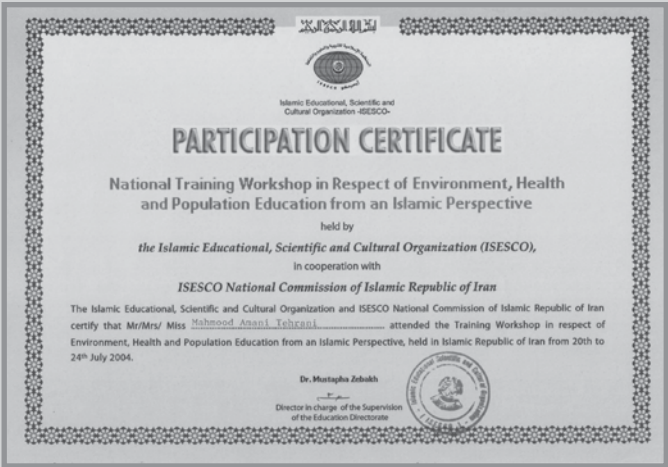 Islamic Educational, Scientific and
Cultural Organization -ISESCO-
PARTICIPATION CERTIFICATE
National Training Workshop in Respect of Environment, Health
and Population Education from an Islamic Perspective
held by
the Islamic Educational, Scientific and Cultural Organization (ISESCO),
in cooperation with
ISESCO National Commission of Islamic Republic of Iran
The Islamic Educational, Scientific and Cultural Organization and ISESCO National Commission of Islamic Republic of Iran
certify that Mr/Mrs/ Miss Mahmood Amani Tehrani attended the Training Workshop in respect of
Environment, Health and Population Education from an Islamic Perspective, held in Islamic Republic of Iran from 20th to
24th July 2004.
Dr. Mustapha Zebakh
Director in charge of the Supervision
of the Education Directorate